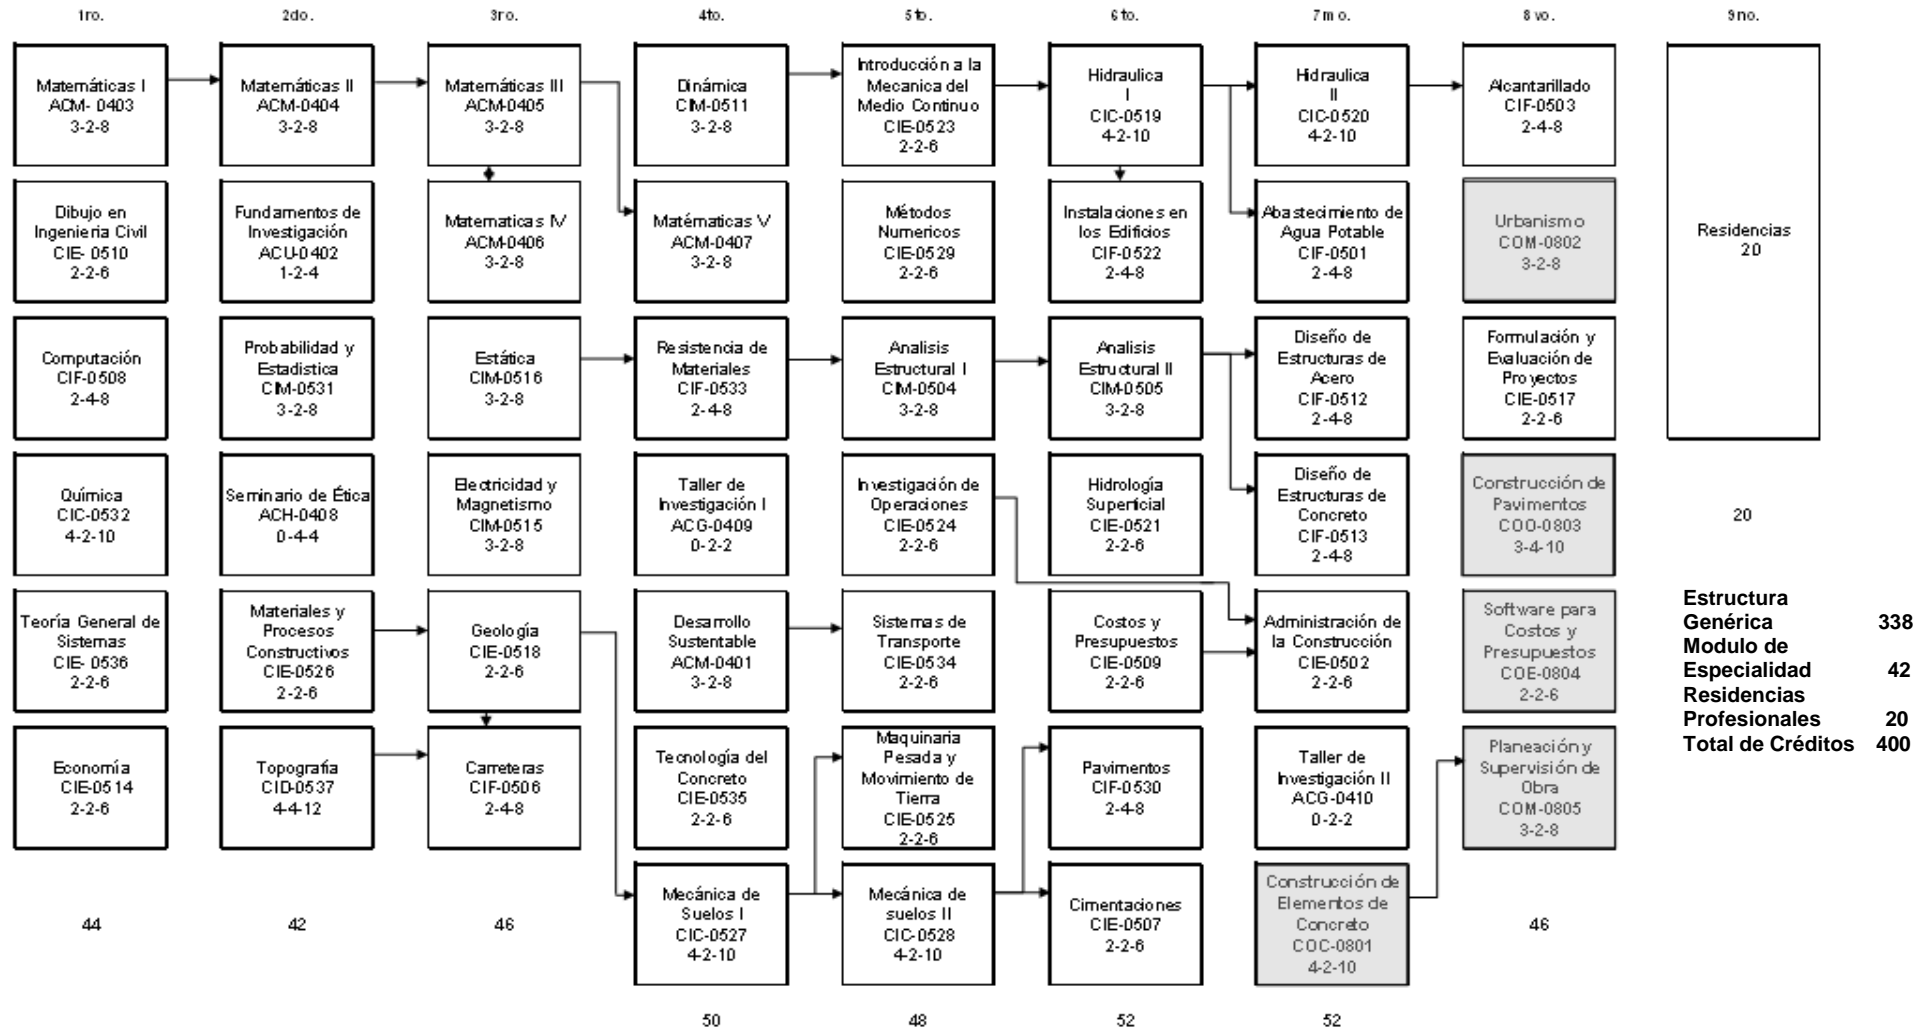 1ro.
2do.
3ro.
4to.
5to.
6to.
7mo.
8vo.
9no.
Matemáticas I
ACM- 0403
3-2-8
Dibujo en
Ingenieria Civil
CIE- 0510
2-2-6
Computación
CIF-0508
2-4-8
Química
CIC-0532
4-2-10
Teoría General de
Sistemas
CIE- 0536
2-2-6
Economía
CIE-0514
2-2-6
44
Matemáticas II
ACM-0404
3-2-8
Fundamentos de
Investigación
ACU-0402
1-2-4
Probabilidad y
Estadistica
CIM-0531
3-2-8
Seminario de Ética
ACH-0408
0-4-4
Materiales y
Procesos
Constructivos
CIE-0526
2-2-6
Topografía
CID-0537
4-4-12
42
Matemáticas III
ACM-0405
3-2-8
Matematicas IV
ACM-0406
3-2-8
Estática
CIM-0516
3-2-8
Electricidad y
Magnetismo
CIM-0515
3-2-8
Geología
CIE-0518
2-2-6
Carreteras
CIF-0506
2-4-8
46
Dinámica
CIM-0511
3-2-8
Matématicas V
ACM-0407
3-2-8
Resistencia de
Materiales
CIF-0533
2-4-8
Taller de
Investigación I
ACG-0409
0-2-2
Desarrollo
Sustentable
ACM-0401
3-2-8
Tecnología del
Concreto
CIE-0535
2-2-6
Mecánica de
Suelos I
CIC-0527
4-2-10
50
Introducción a la
Mecanica del
Medio Continuo
CIE-0523
2-2-6
Métodos
Numericos
CIE-0529
2-2-6
Analisis
Estructural I
CIM-0504
3-2-8
Investigación de
Operaciones
CIE-0524
2-2-6
Sistemas de
Transporte
CIE-0534
2-2-6
Maquinaria
Pesada y
Movimiento de
Tierra
CIE-0525
2-2-6
Mecánica de
suelos II
CIC-0528
4-2-10
48
Hidraulica
I
CIC-0519
4-2-10
Instalaciones en
los Edificios
CIF-0522
2-4-8
Analisis
Estructural II
CIM-0505
3-2-8
Hidrología
Superficial
CIE-0521
2-2-6
Costos y
Presupuestos
CIE-0509
2-2-6
Pavimentos
CIF-0530
2-4-8
Cimentaciones
CIE-0507
2-2-6
52
Hidraulica
II
CIC-0520
4-2-10
Abastecimiento de
Agua Potable
CIF-0501
2-4-8
Diseño de
Estructuras de
Acero
CIF-0512
2-4-8
Diseño de
Estructuras de
Concreto
CIF-0513
2-4-8
Administración de
la Construcción
CIE-0502
2-2-6
Taller de
Investigación II
ACG-0410
0-2-2
Construcción de
Elementos de
Concreto
COC-0801
4-2-10
52
Alcantarillado
CIF-0503
2-4-8
Urbanismo
COM-0802
3-2-8
Formulación y
Evaluación de
Proyectos
CIE-0517
2-2-6
Construcción de
Pavimentos
COO-0803
3-4-10
Software para
Costos y
Presupuestos
COE-0804
2-2-6
Planeación y
Supervisión de
Obra
COM-0805
3-2-8
46
Residencias
20
20
Estructura
Genérica 338
Modulo de
Especialidad 42
Residencias
Profesionales 20
Total de Créditos 400